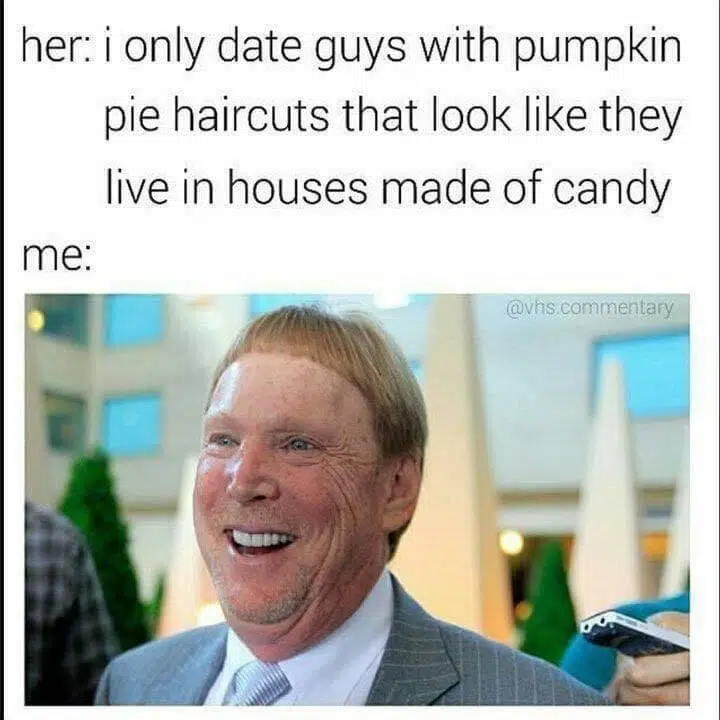 her: i only date guys with pumpkin
pie haircuts that look like they
live in houses made of candy
me:
@vhs.commentary